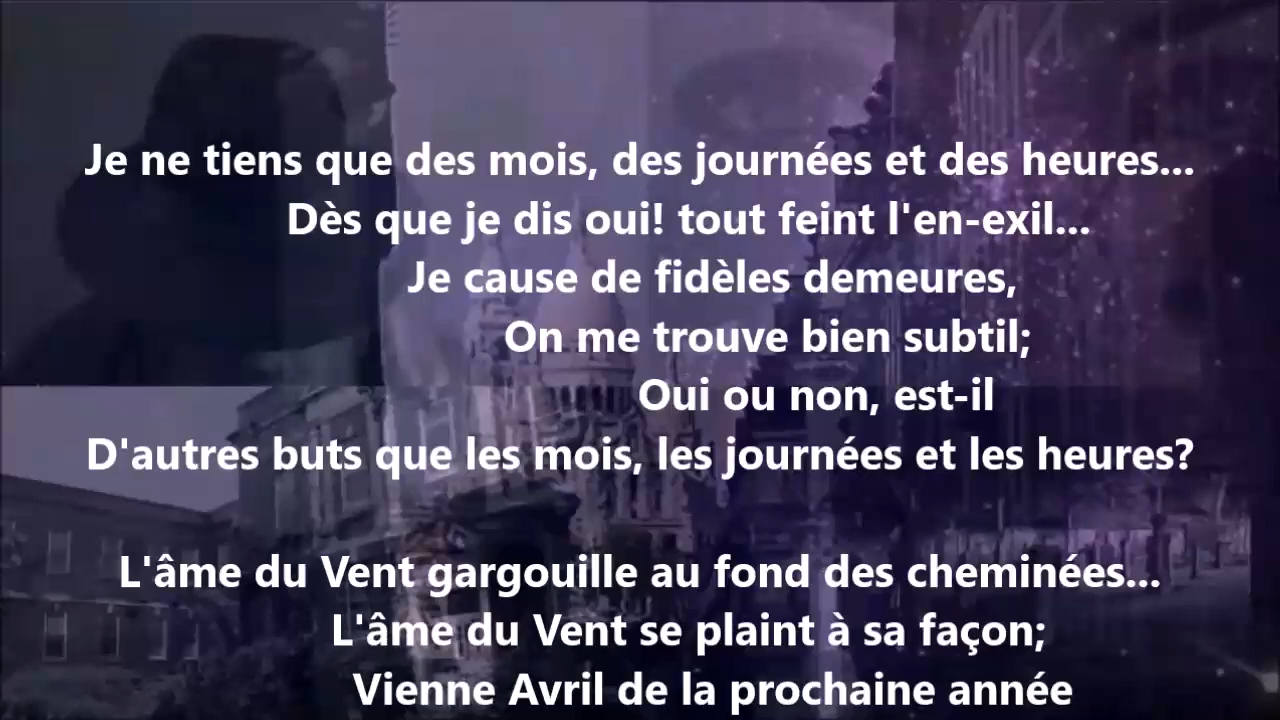 Je ne tiens que des mois, des journées et des heures...
Dès que je dis oui! tout feint l'en-exil...
Je cause de fidèles demeures,
On me trouve bien subtil;
Oui ou non, est-il
D'autres buts que les mois, les journées et les heures?
L'âme du Vent gargouille au fond des cheminées...
L'âme du Vent se plaint à sa façon;
Vienne Avril de la prochaine année